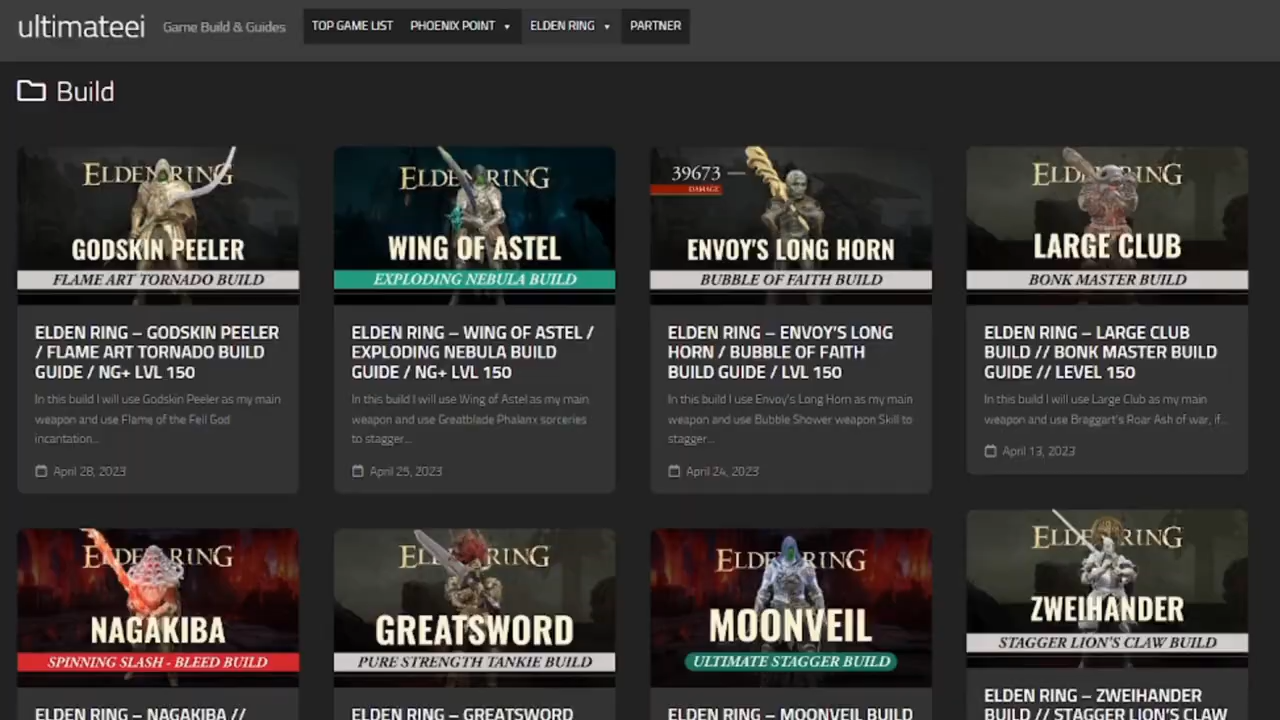 ultimateei
Game Build & Guides
TOP GAME LIST
PHOENIX POINT
ELDEN RING
PARTNER
Build
ELDEN RING
GODSKIN PEELER
FLAME ART TORNADO BUILD
ELDEN RING – GODSKIN PEELER
/ FLAME ART TORNADO BUILD
GUIDE / NG+ LVL 150
In this build I will use Godskin Peeler as my main
weapon and use Flame of the Fell God
incantation...
April 28, 2023
ELDEN RING
WING OF ASTEL
EXPLODING NEBULA BUILD
ELDEN RING – WING OF ASTEL /
EXPLODING NEBULA BUILD
GUIDE / NG+ LVL 150
In this build I will use Wing of Astel as my main
weapon and use Greatblade Phalanx sorceries
to stagger...
April 25, 2023
39673
DAMAGE
ENVOY'S LONG HORN
BUBBLE OF FAITH BUILD
ELDEN RING – ENVOY'S LONG
HORN / BUBBLE OF FAITH
BUILD GUIDE / LVL 150
In this build I use Envoy's Long Horn as my main
weapon and use Bubble Shower weapon Skill to
stagger...
April 24, 2023
ELDEN RING
LARGE CLUB
BONK MASTER BUILD
ELDEN RING – LARGE CLUB
BUILD // BONK MASTER BUILD
GUIDE // LEVEL 150
In this build I will use Large Club as my main
weapon and use Braggart's Roar Ash of war, if...
April 13, 2023
ELDEN RING
NAGAKIBA
SPINNING SLASH - BLEED BUILD
ELDEN RING – NAGAKIBA //
ELDEN RING
GREATSWORD
PURE STRENGTH TANKIE BUILD
ELDEN RING – GREATSWORD
ELDEN RING
MOONVEIL
ULTIMATE STAGGER BUILD
ELDEN RING – MOONVEIL BUILD
ELDEN RING
ZWEIHANDER
STAGGER LION'S CLAW BUILD
ELDEN RING – ZWEIHANDER
BUILD // STAGGER LION'S CLAW